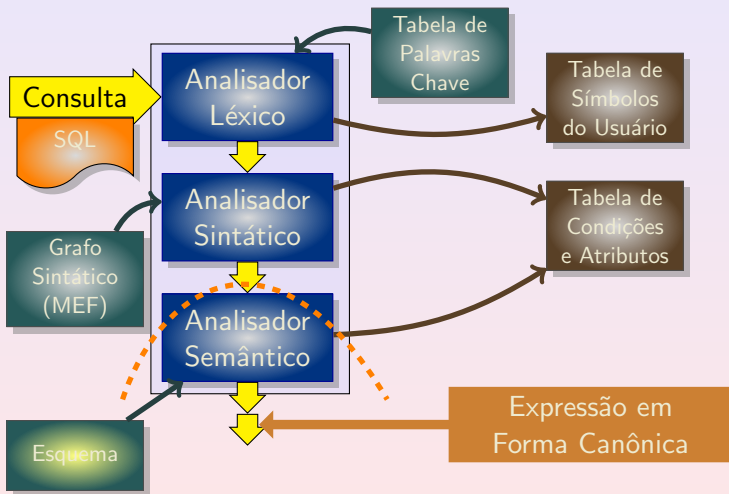 Tabela de
Palavras
Chave
Analisador
Léxico
Consulta
SQL
Tabela de
Símbolos
do Usuário
Analisador
Sintático
Tabela de
Condições
e Atributos
Grafo
Sintático
(MEF)
Analisador
Semântico
Expressão em
Forma Canônica
Esquema